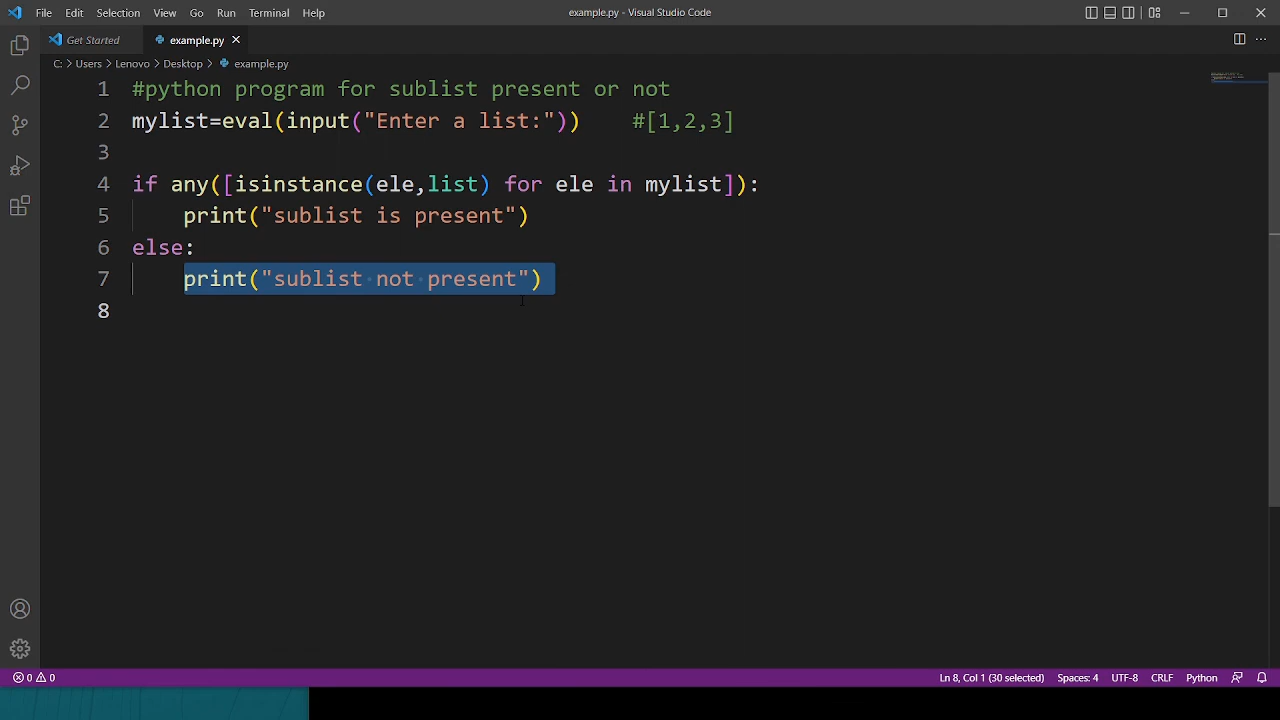 File Edit Selection View Go Run Terminal Help
example.py - Visual Studio Code
Get Started
example.py
C: > Users > Lenovo > Desktop > example.py
1 #python program for sublist present or not
2 mylist=eval(input("Enter a list:"))    #[1,2,3]
3
4 if any([isinstance(ele,list) for ele in mylist]):
5     print("sublist is present")
6 else:
7     print("sublist not present")
8
0 0
Ln 8, Col 1 (30 selected) Spaces: 4 UTF-8 CRLF Python